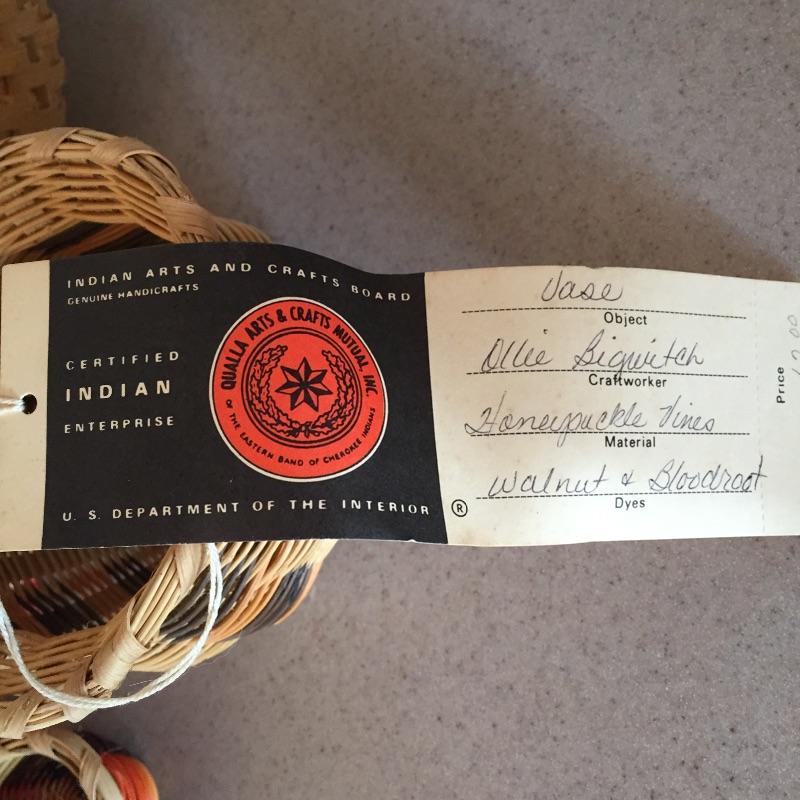 INDIAN ARTS AND CRAFTS BOARD
GENUINE HANDICRAFTS
CERTIFIED
INDIAN
ENTERPRISE
QUALLA ARTS & CRAFTS MUTUAL, INC.
OF THE EASTERN BAND OF CHEROKEE INDIANS
U. S. DEPARTMENT OF THE INTERIOR
®
Vase
Object
Ollie Bigwitch
Craftworker
Honeysuckle Vines
Material
Walnut & Bloodroot
Dyes
Price